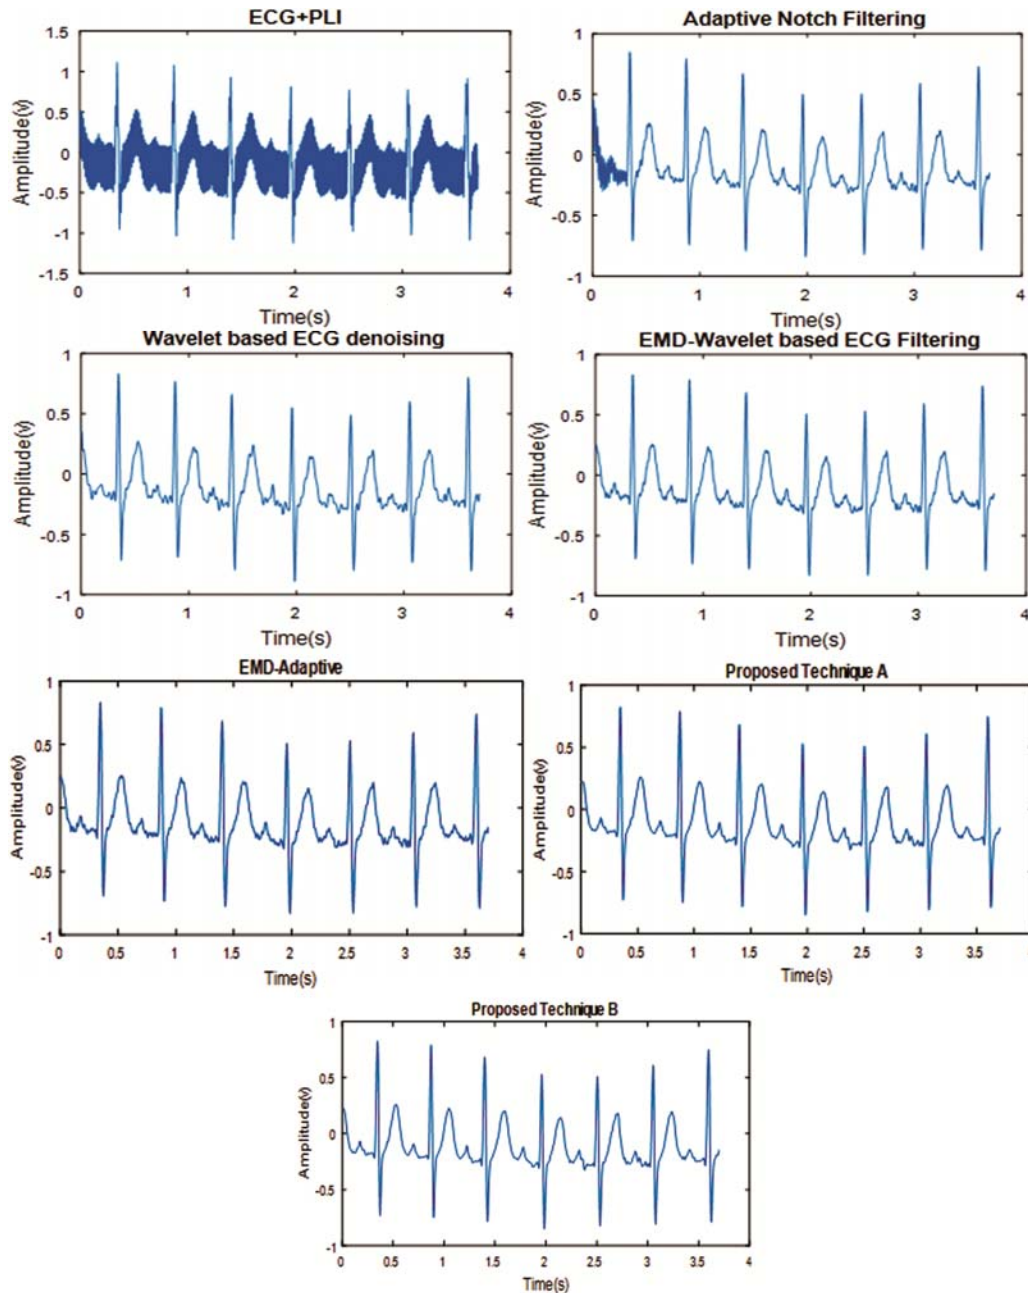 ECG+PLI
1.5
1
0.5
0
-0.5
-1
-1.5
Amplitude(v)
0 1 2 3 4
Time(s)
Adaptive Notch Filtering
1
0.5
0
-0.5
-1
Amplitude(v)
0 1 2 3 4
Time(s)
Wavelet based ECG denoising
1
0.5
0
-0.5
-1
Amplitude(v)
0 1 2 3 4
Time(s)
EMD-Wavelet based ECG Filtering
1
0.5
0
-0.5
-1
Amplitude(v)
0 1 2 3 4
Time(s)
EMD-Adaptive
1
0.5
0
-0.5
-1
Amplitude(v)
0 0.5 1 1.5 2 2.5 3 3.5 4
Time(s)
Proposed Technique A
1
0.5
0
-0.5
-1
Amplitude(v)
0 0.5 1 1.5 2 2.5 3 3.5 4
Time(s)
Proposed Technique B
1
0.5
0
-0.5
-1
Amplitude(v)
0 0.5 1 1.5 2 2.5 3 3.5 4
Time(s)